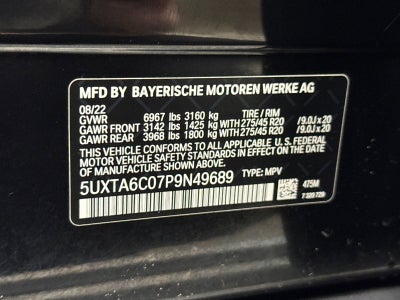 MFD BY BAYERISCHE MOTOREN WERKE AG
08/22
GVWR 6967 lbs 3160 kg TIRE / RIM
GAWR FRONT 3142 lbs 1425 kg WITH 275/45 R20 /9.0J x 20
GAWR REAR 3968 lbs 1800 kg WITH 275/45 R20 /9.0J x 20
THIS VEHICLE CONFORMS TO ALL APPLICABLE U.S. FEDERAL
MOTOR VEHICLE SAFETY STANDARDS IN EFFECT ON THE
DATE OF MANUFACTURE SHOWN ABOVE.
5UXTA6C07P9N49689 TYPE: MPV
475M